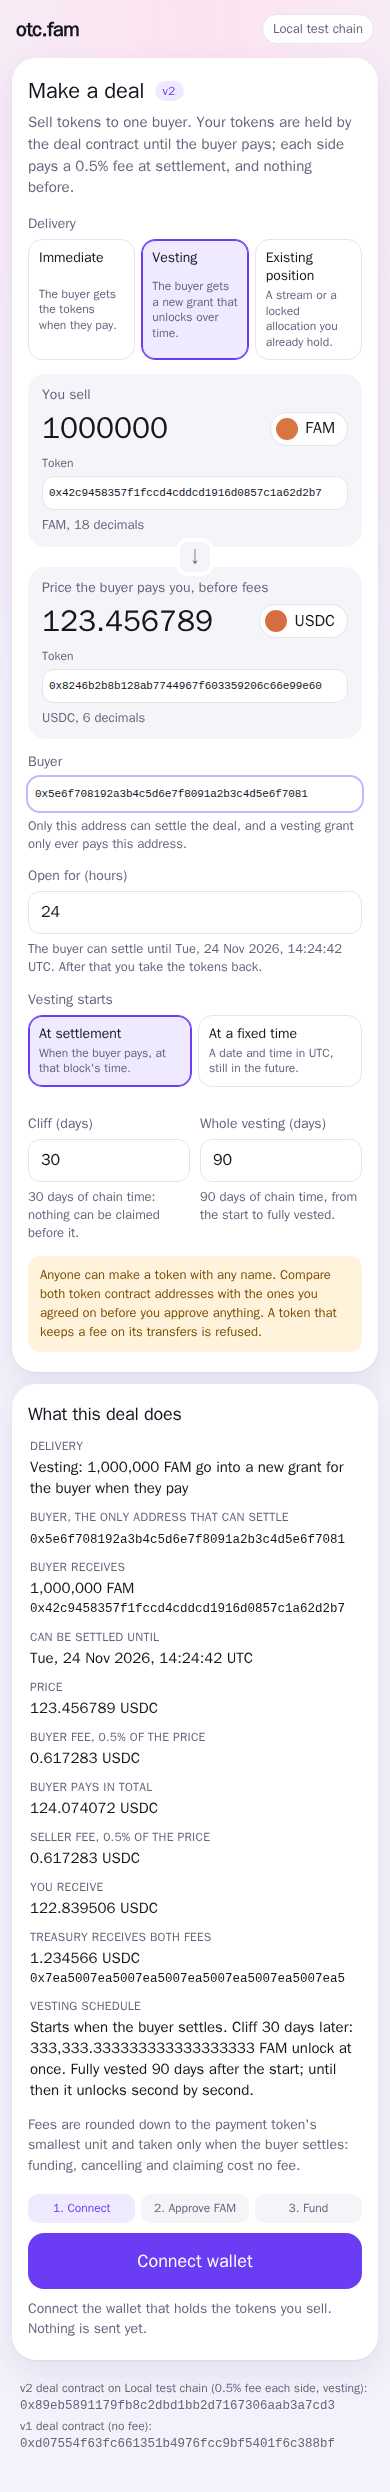 otc.fam
Local test chain
Make a deal v2
Sell tokens to one buyer. Your tokens are held by
the deal contract until the buyer pays; each side
pays a 0.5% fee at settlement, and nothing
before.
Delivery
Immediate
The buyer gets
the tokens
when they pay.
Vesting
The buyer gets
a new grant that
unlocks over
time.
Existing
position
A stream or a
locked
allocation you
already hold.
You sell
1000000
FAM
Token
0x42c9458357f1fccd4cddcd1916d0857c1a62d2b7
FAM, 18 decimals
↓
Price the buyer pays you, before fees
123.456789
USDC
Token
0x8246b2b8b128ab7744967f603359206c66e99e60
USDC, 6 decimals
Buyer
0x5e6f708192a3b4c5d6e7f8091a2b3c4d5e6f7081
Only this address can settle the deal, and a vesting grant
only ever pays this address.
Open for (hours)
24
The buyer can settle until Tue, 24 Nov 2026, 14:24:42
UTC. After that you take the tokens back.
Vesting starts
At settlement
When the buyer pays, at
that block's time.
At a fixed time
A date and time in UTC,
still in the future.
Cliff (days)
30
30 days of chain time:
nothing can be claimed
before it.
Whole vesting (days)
90
90 days of chain time, from
the start to fully vested.
Anyone can make a token with any name. Compare
both token contract addresses with the ones you
agreed on before you approve anything. A token that
keeps a fee on its transfers is refused.
What this deal does
DELIVERY
Vesting: 1,000,000 FAM go into a new grant for
the buyer when they pay
BUYER, THE ONLY ADDRESS THAT CAN SETTLE
0x5e6f708192a3b4c5d6e7f8091a2b3c4d5e6f7081
BUYER RECEIVES
1,000,000 FAM
0x42c9458357f1fccd4cddcd1916d0857c1a62d2b7
CAN BE SETTLED UNTIL
Tue, 24 Nov 2026, 14:24:42 UTC
PRICE
123.456789 USDC
BUYER FEE, 0.5% OF THE PRICE
0.617283 USDC
BUYER PAYS IN TOTAL
124.074072 USDC
SELLER FEE, 0.5% OF THE PRICE
0.617283 USDC
YOU RECEIVE
122.839506 USDC
TREASURY RECEIVES BOTH FEES
1.234566 USDC
0x7ea5007ea5007ea5007ea5007ea5007ea5007ea5
VESTING SCHEDULE
Starts when the buyer settles. Cliff 30 days later:
333,333.333333333333333333 FAM unlock at
once. Fully vested 90 days after the start; until
then it unlocks second by second.
Fees are rounded down to the payment token's
smallest unit and taken only when the buyer settles:
funding, cancelling and claiming cost no fee.
1. Connect
2. Approve FAM
3. Fund
Connect wallet
Connect the wallet that holds the tokens you sell.
Nothing is sent yet.
v2 deal contract on Local test chain (0.5% fee each side, vesting):
0x89eb5891179fb8c2dbd1bb2d7167306aab3a7cd3
v1 deal contract (no fee):
0xd07554f63fc661351b4976fcc9bf5401f6c388bf